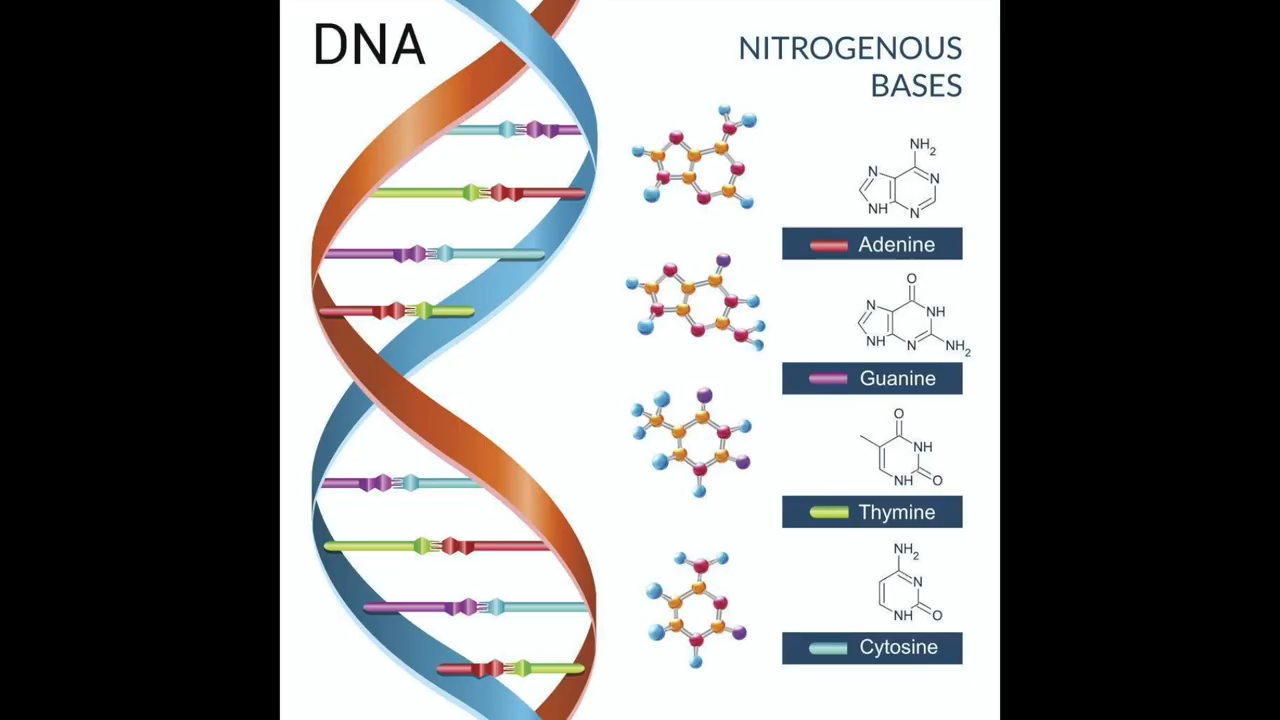 DNA
NITROGENOUS
BASES
NH₂
N
N
NH
N
Adenine
O
N
NH
NH
N
NH₂
Guanine
O
NH
NH
O
Thymine
NH₂
N
NH
O
Cytosine